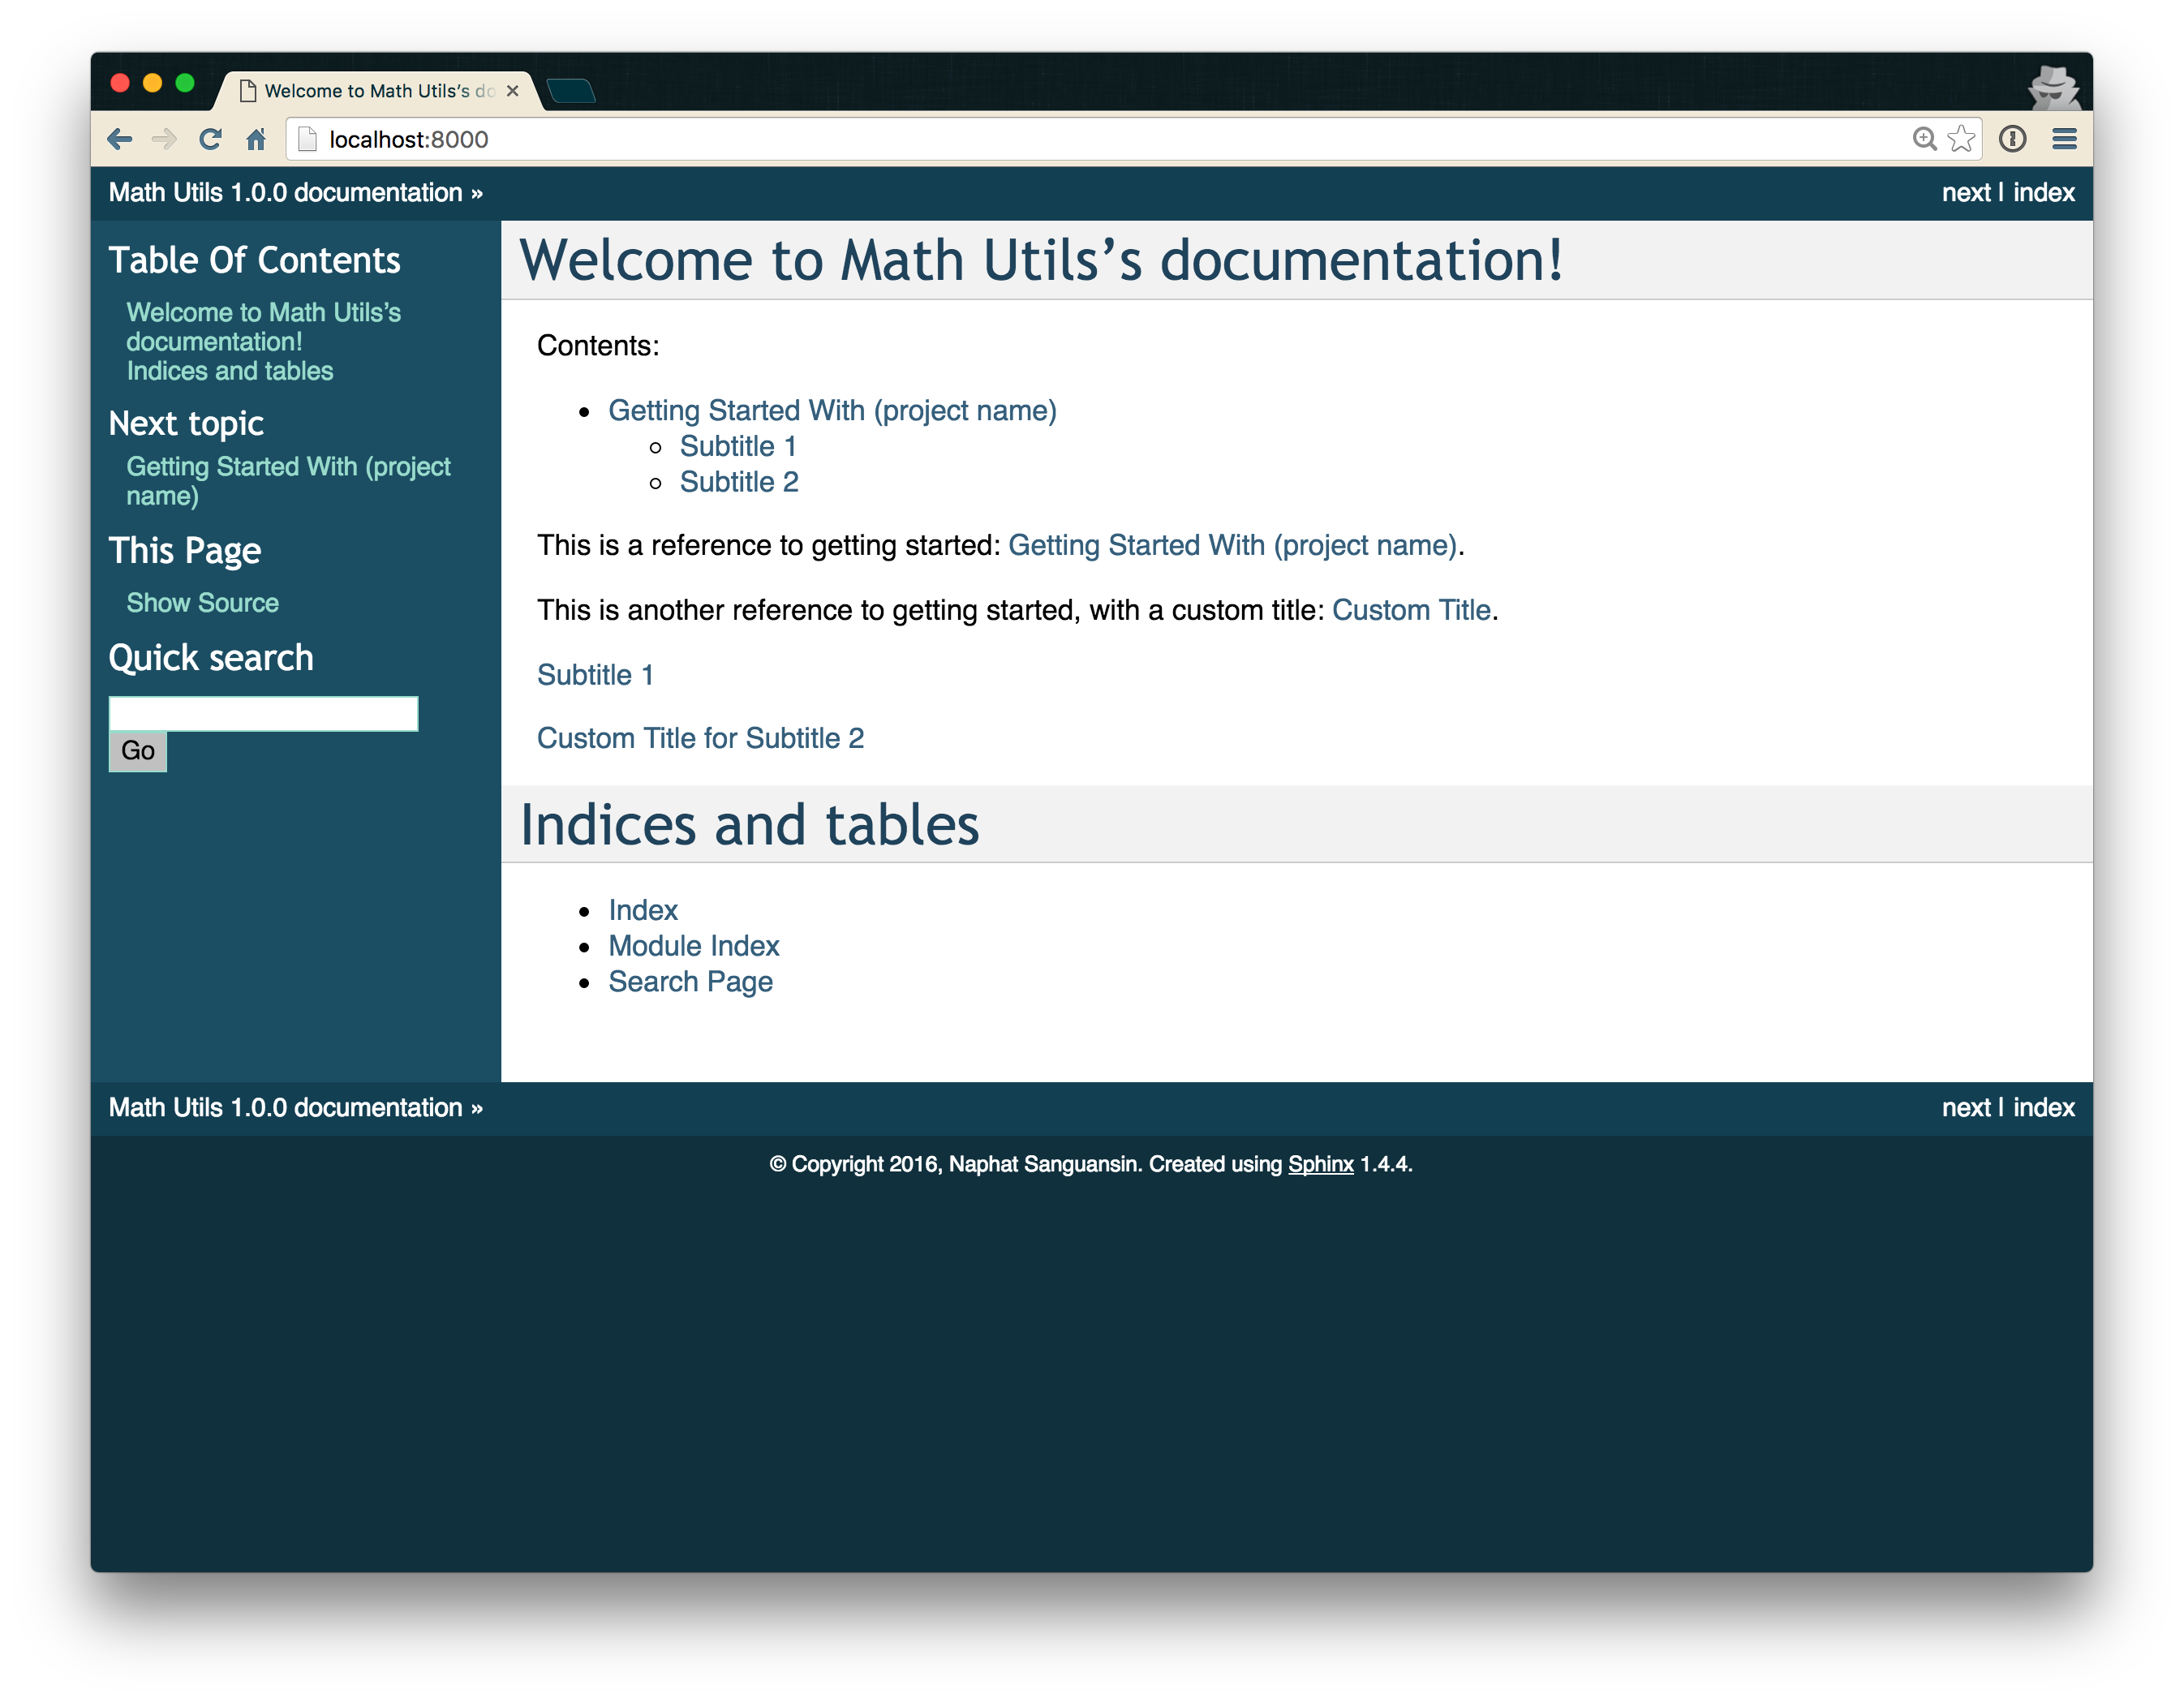 Welcome to Math Utils’s do
localhost:8000
Math Utils 1.0.0 documentation »
next | index
Table Of Contents
Welcome to Math Utils’s
documentation!
Indices and tables
Next topic
Getting Started With (project
name)
This Page
Show Source
Quick search
Go
Welcome to Math Utils’s documentation!
Contents:
Getting Started With (project name)
Subtitle 1
Subtitle 2
This is a reference to getting started: Getting Started With (project name).
This is another reference to getting started, with a custom title: Custom Title.
Subtitle 1
Custom Title for Subtitle 2
Indices and tables
Index
Module Index
Search Page
Math Utils 1.0.0 documentation »
next | index
© Copyright 2016, Naphat Sanguansin. Created using Sphinx 1.4.4.